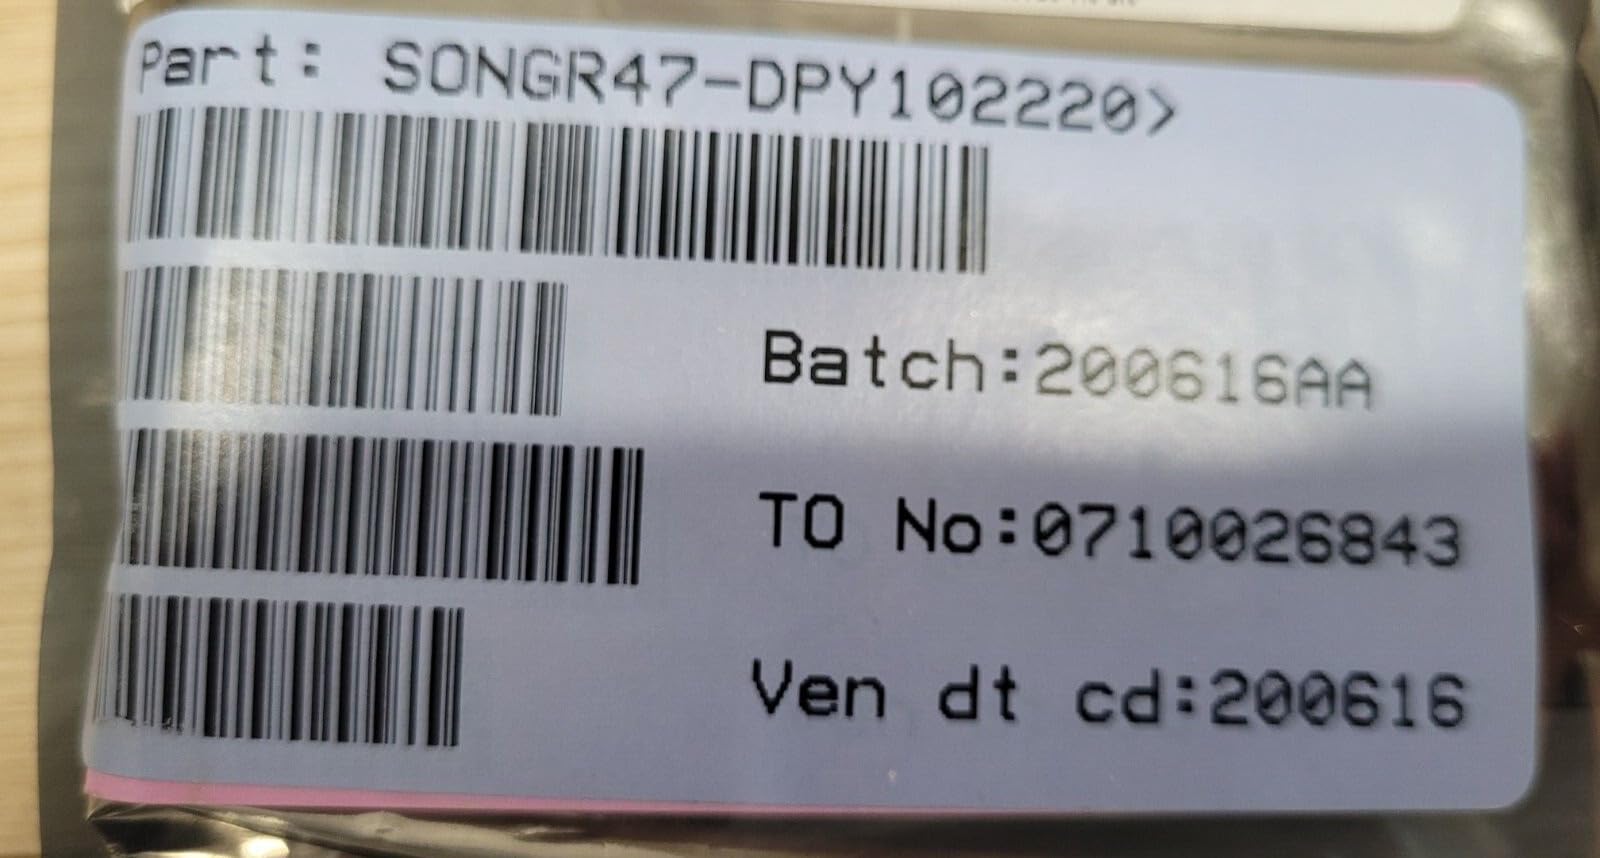 Part: SONGR47-DPY102220>
Batch:200616AA
TO No:0710026843
Ven dt cd:200616